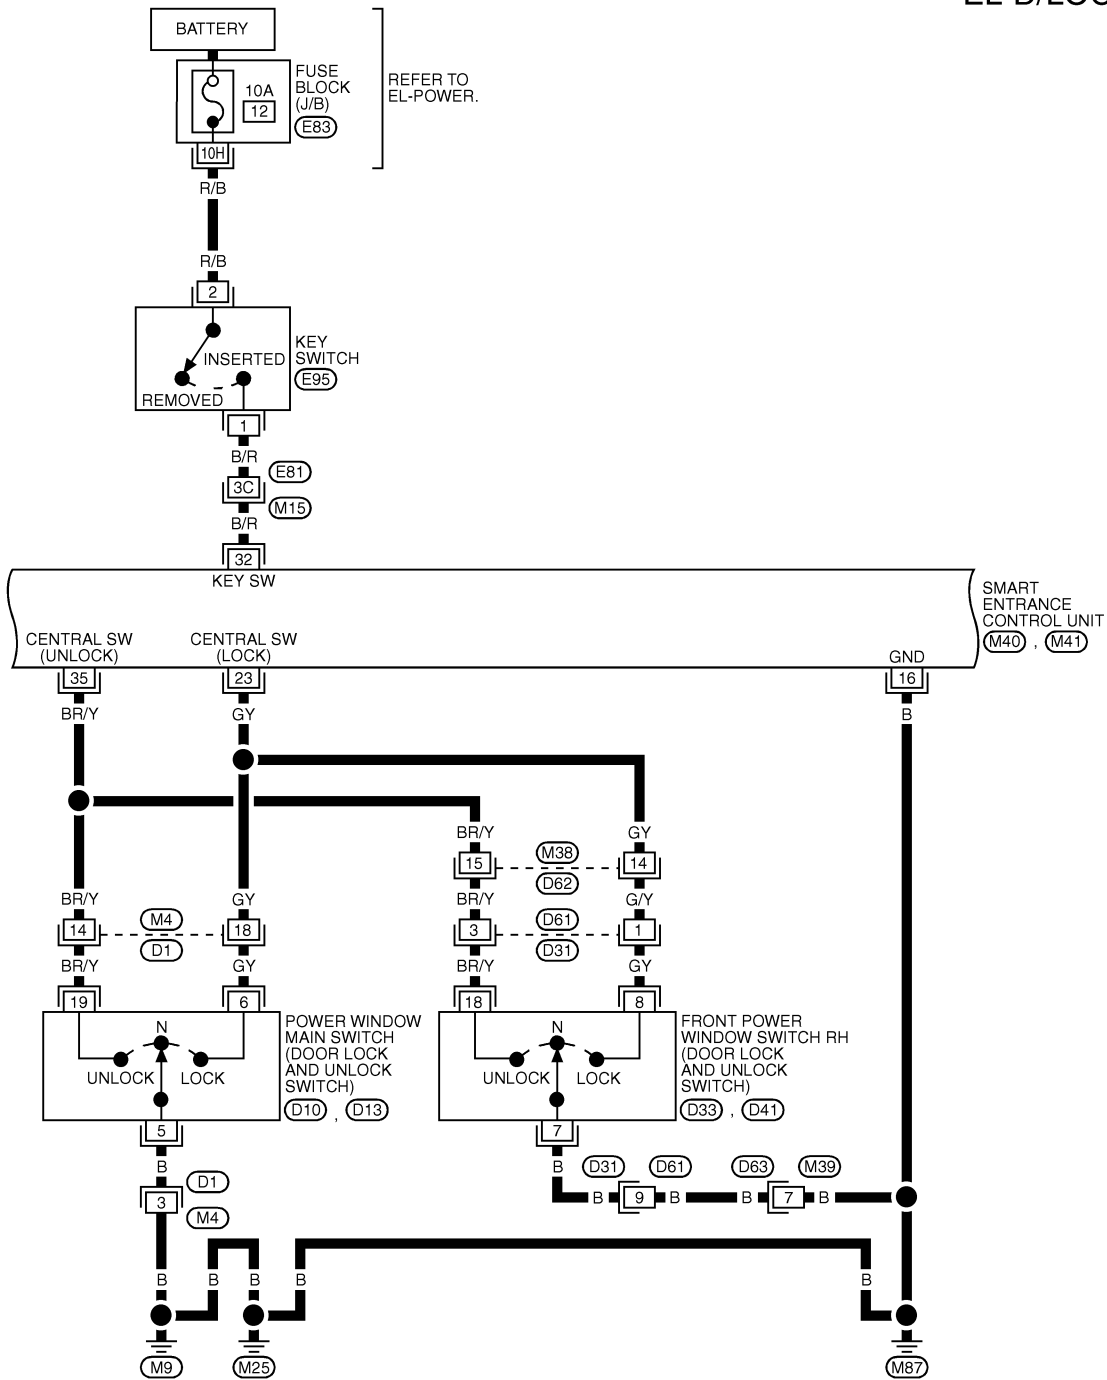 BATTERY
FUSE
BLOCK
(J/B)
E83
10A
12
10H
REFER TO
EL-POWER.
R/B
R/B
2
INSERTED
REMOVED
KEY
SWITCH
E95
1
B/R
E81
3C
M15
B/R
32
KEY SW
SMART
ENTRANCE
CONTROL UNIT
M40 , M41
CENTRAL SW
(UNLOCK)
CENTRAL SW
(LOCK)
GND
35
23
16
BR/Y
GY
B
BR/Y
GY
15
M38
D62
14
BR/Y
GY
BR/Y
G/Y
14
M4
D1
18
3
D61
D31
1
BR/Y
GY
BR/Y
GY
19
6
18
8
N
UNLOCK
LOCK
POWER WINDOW
MAIN SWITCH
(DOOR LOCK
AND UNLOCK
SWITCH)
D10 , D13
N
UNLOCK
LOCK
FRONT POWER
WINDOW SWITCH RH
(DOOR LOCK
AND UNLOCK
SWITCH)
D33 , D41
5
7
B
B
D31
D61
D63
M39
D1
3
M4
B
9
B
B
7
B
B
B
B
B
B
M9
M25
M87